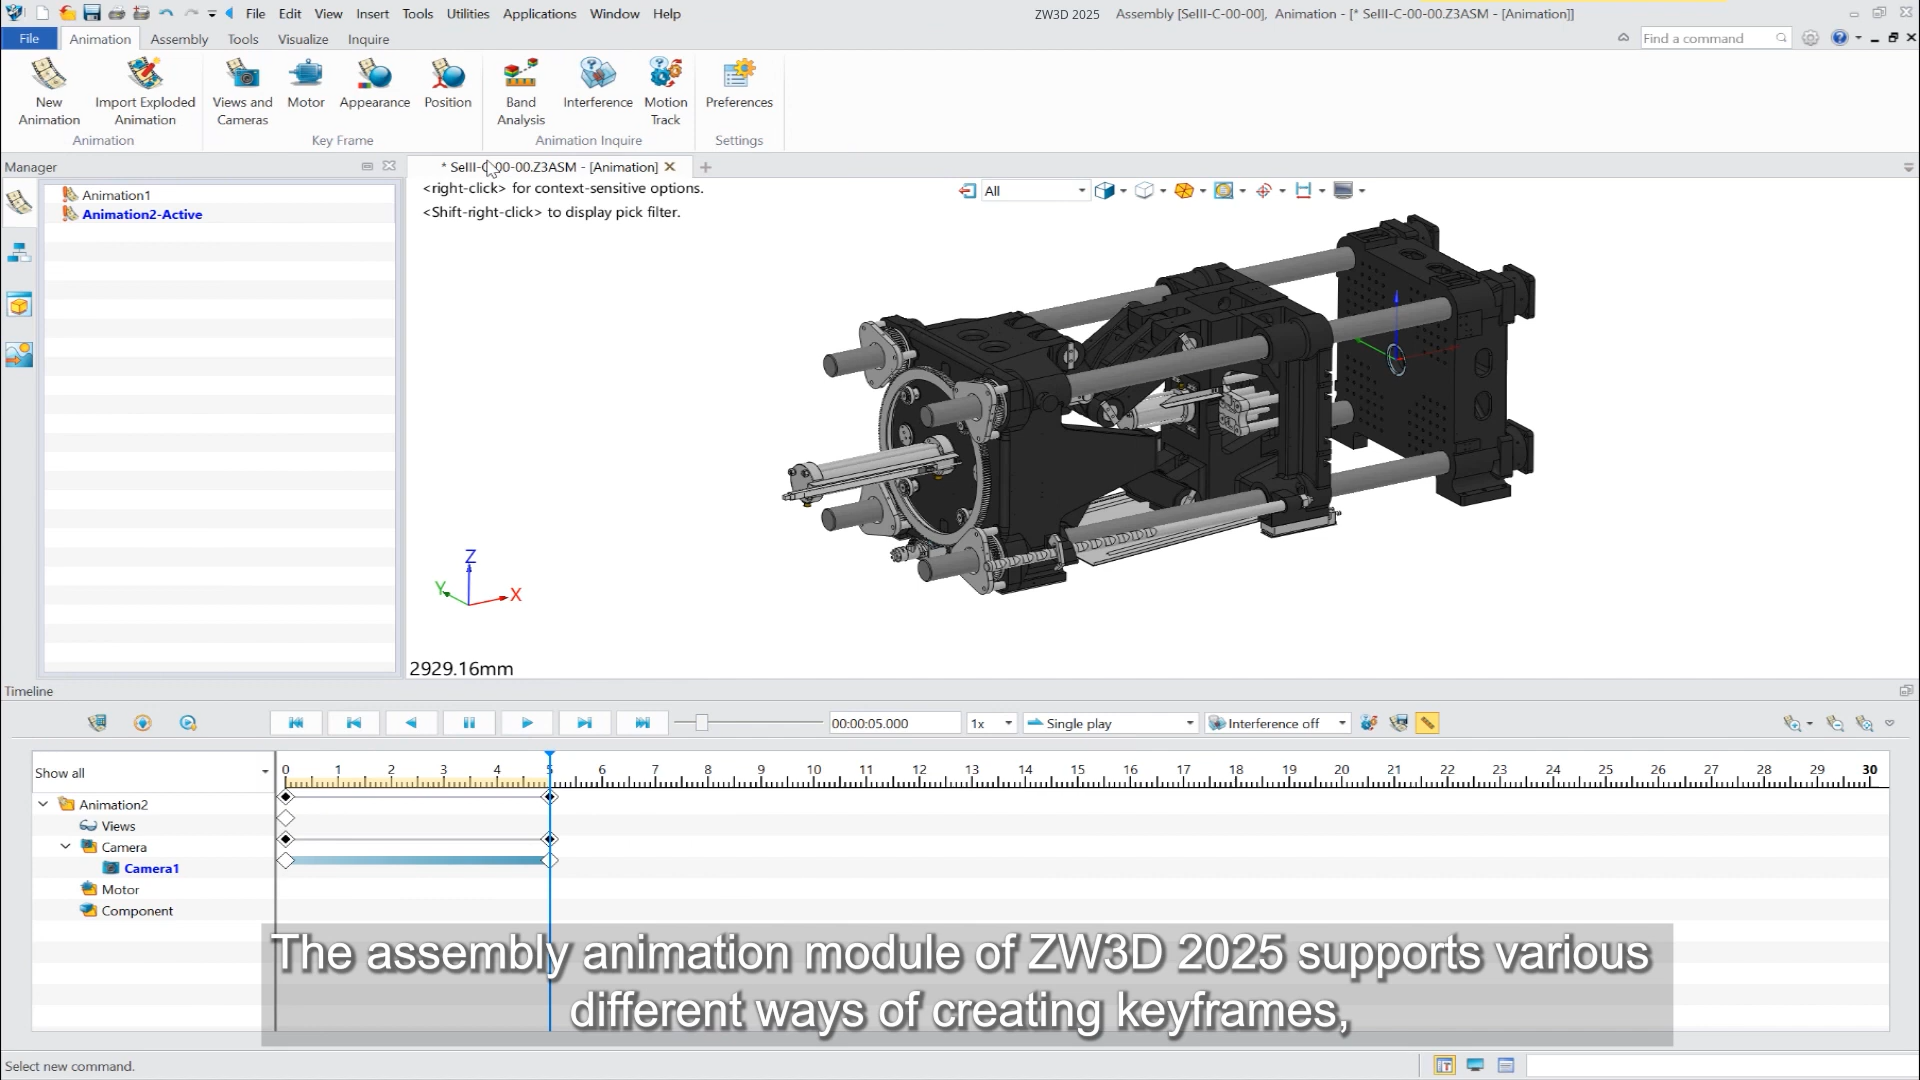 File Edit View Insert Tools Utilities Applications Window Help
ZW3D 2025 Assembly [SeIII-C-00-00], Animation - [* SeIII-C-00-00.Z3ASM - [Animation]]
File Animation Assembly Tools Visualize Inquire
Find a command
New Animation
Import Exploded Animation
Views and Cameras
Motor
Appearance
Position
Band Analysis
Interference
Motion Track
Preferences
Animation Key Frame Animation Inquire Settings
Manager
* SeIII-C-00-00.Z3ASM - [Animation]
<right-click> for context-sensitive options.
<Shift-right-click> to display pick filter.
All
Animation1
Animation2-Active
Z
Y
X
2929.16mm
Timeline
00:00:05.000 1x Single play Interference off
Show all
0 1 2 3 4 5 6 7 8 9 10 11 12 13 14 15 16 17 18 19 20 21 22 23 24 25 26 27 28 29 30
Animation2
Views
Camera
Camera1
Motor
Component
The assembly animation module of ZW3D 2025 supports various
different ways of creating keyframes,
Select new command.